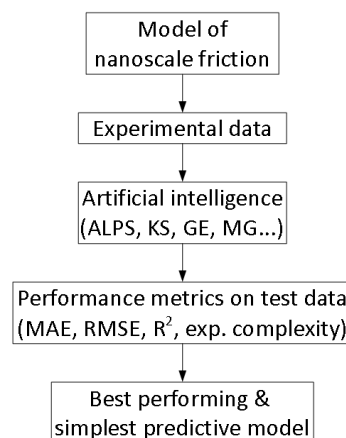 Model of
nanoscale friction
Experimental data
Artificial intelligence
(ALPS, KS, GE, MG...)
Performance metrics on test data
(MAE, RMSE, R², exp. complexity)
Best performing &
simplest predictive model